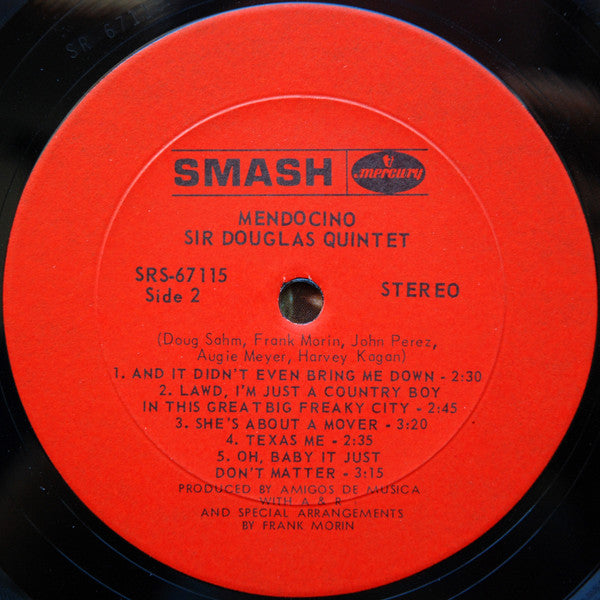 SR 671
SMASH mercury
MENDOCINO
SIR DOUGLAS QUINTET
SRS-67115 STEREO
Side 2
(Doug Sahm, Frank Morin, John Perez,
Augie Meyer, Harvey Kagan)
1. AND IT DIDN'T EVEN BRING ME DOWN - 2:30
2. LAWD, I'M JUST A COUNTRY BOY
IN THIS GREAT BIG FREAKY CITY - 2:45
3. SHE'S ABOUT A MOVER - 3:20
4. TEXAS ME - 2:35
5. OH, BABY IT JUST
DON'T MATTER - 3:15
PRODUCED BY AMIGOS DE MUSICA
WITH A & R
AND SPECIAL ARRANGEMENTS
BY FRANK MORIN